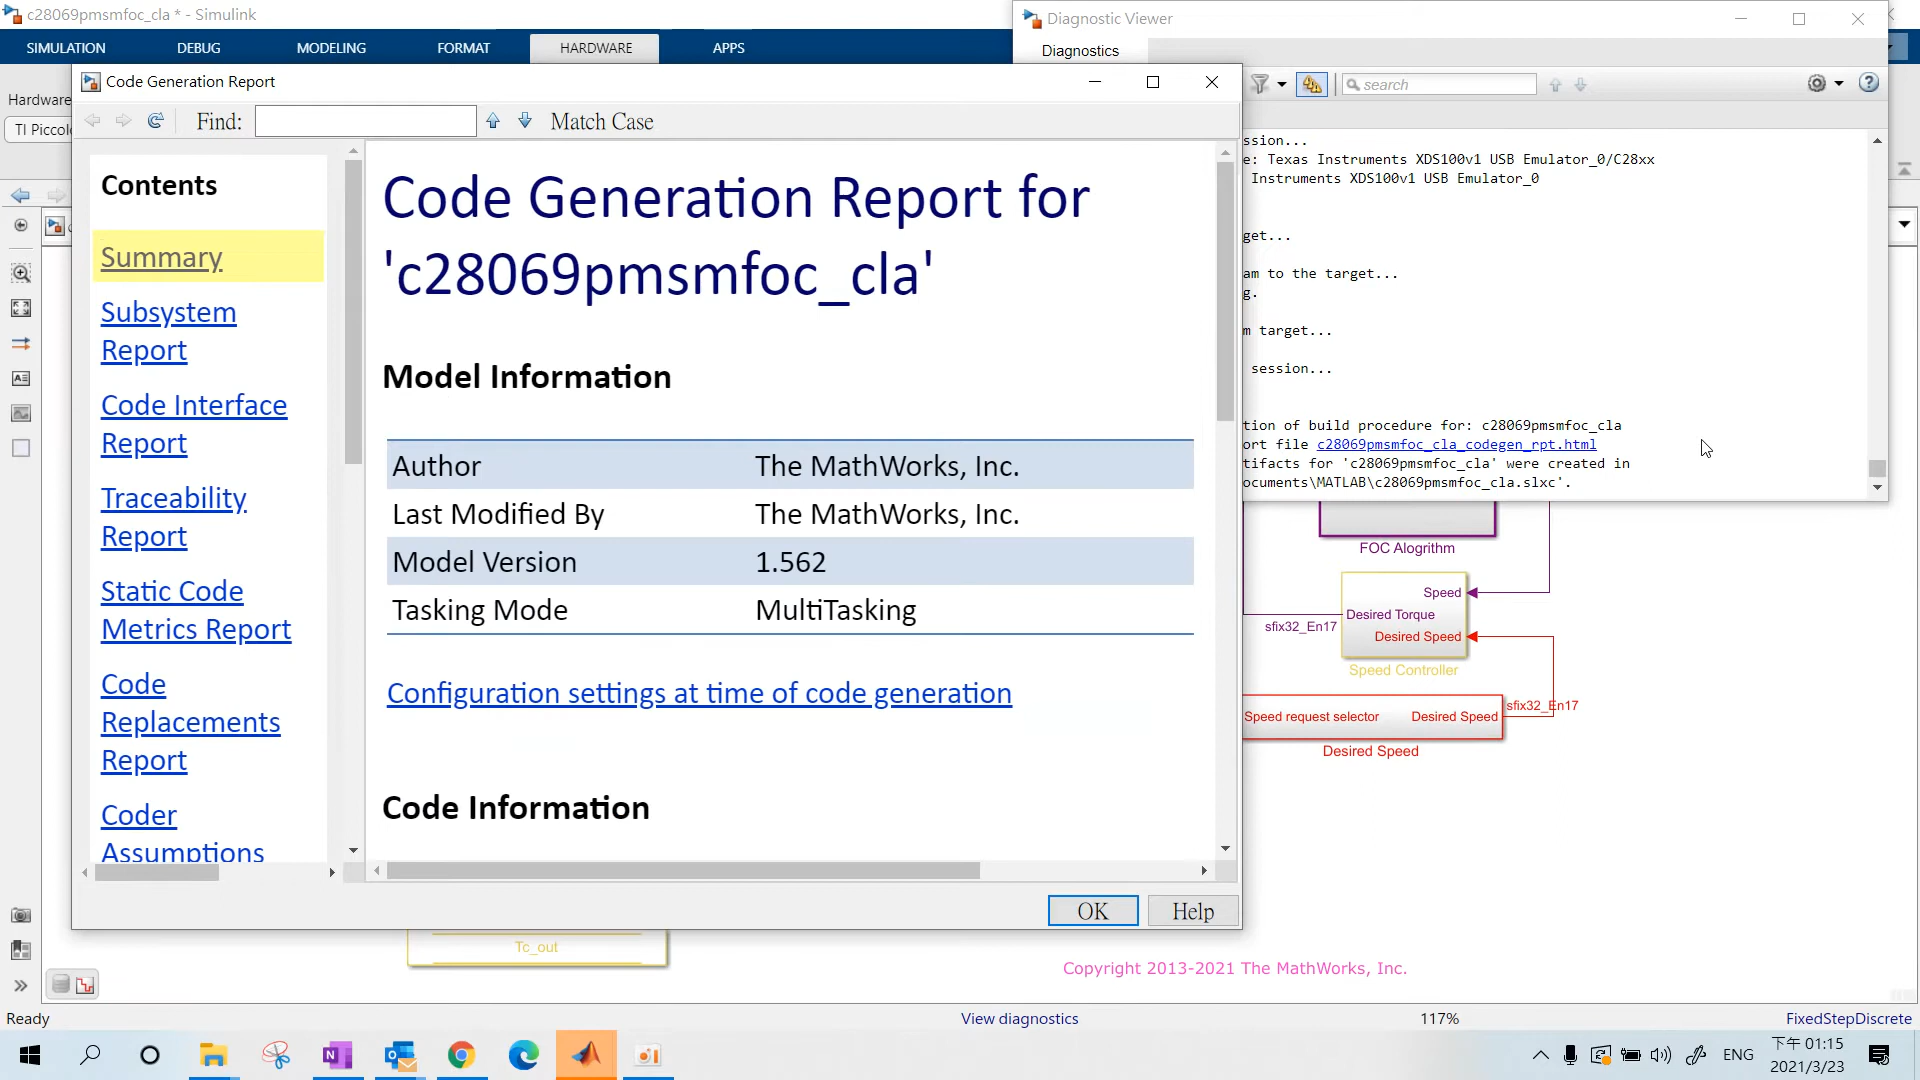 c28069pmsmfoc_cla * - Simulink
SIMULATION DEBUG MODELING FORMAT HARDWARE APPS
Hardware
TI Piccolo
Code Generation Report
Find:
Match Case
Contents
Summary
Subsystem
Report
Code Interface
Report
Traceability
Report
Static Code
Metrics Report
Code
Replacements
Report
Coder
Assumptions
Code Generation Report for
'c28069pmsmfoc_cla'
Model Information
Author The MathWorks, Inc.
Last Modified By The MathWorks, Inc.
Model Version 1.562
Tasking Mode MultiTasking
Configuration settings at time of code generation
Code Information
OK Help
Diagnostic Viewer
Diagnostics
search
ssion...
e: Texas Instruments XDS100v1 USB Emulator_0/C28xx
Instruments XDS100v1 USB Emulator_0
get...
am to the target...
g.
m target...
session...
tion of build procedure for: c28069pmsmfoc_cla
ort file c28069pmsmfoc_cla_codegen_rpt.html
tifacts for 'c28069pmsmfoc_cla' were created in
ocuments\MATLAB\c28069pmsmfoc_cla.slxc'.
FOC Alogrithm
Speed
Desired Torque
Desired Speed
sfix32_En17
Speed Controller
Speed request selector Desired Speed
sfix32_En17
Desired Speed
Tc_out
Copyright 2013-2021 The MathWorks, Inc.
Ready View diagnostics 117% FixedStepDiscrete
ENG
下午 01:15
2021/3/23